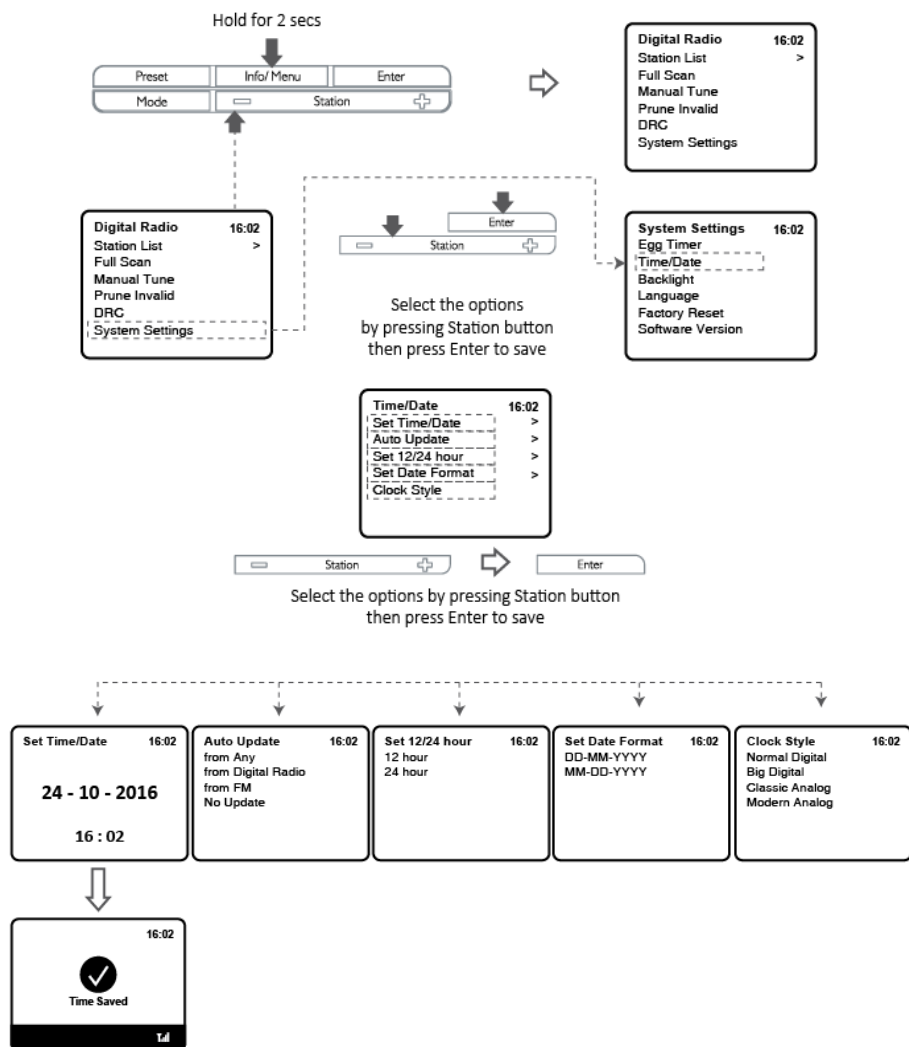 Hold for 2 secs
Preset Info/Menu Enter
Mode Station
Digital Radio 16:02
Station List >
Full Scan
Manual Tune
Prune Invalid
DRC
System Settings
Digital Radio 16:02
Station List >
Full Scan
Manual Tune
Prune Invalid
DRC
System Settings
Enter
Station
Select the options
by pressing Station button
then press Enter to save
System Settings 16:02
Egg Timer
Time/Date
Backlight
Language
Factory Reset
Software Version
Time/Date 16:02
Set Time/Date >
Auto Update >
Set 12/24 hour >
Set Date Format >
Clock Style
Station Enter
Select the options by pressing Station button
then press Enter to save
Set Time/Date 16:02
24 - 10 - 2016
16 : 02
Auto Update 16:02
from Any
from Digital Radio
from FM
No Update
Set 12/24 hour 16:02
12 hour
24 hour
Set Date Format 16:02
DD-MM-YYYY
MM-DD-YYYY
Clock Style 16:02
Normal Digital
Big Digital
Classic Analog
Modern Analog
16:02
Time Saved